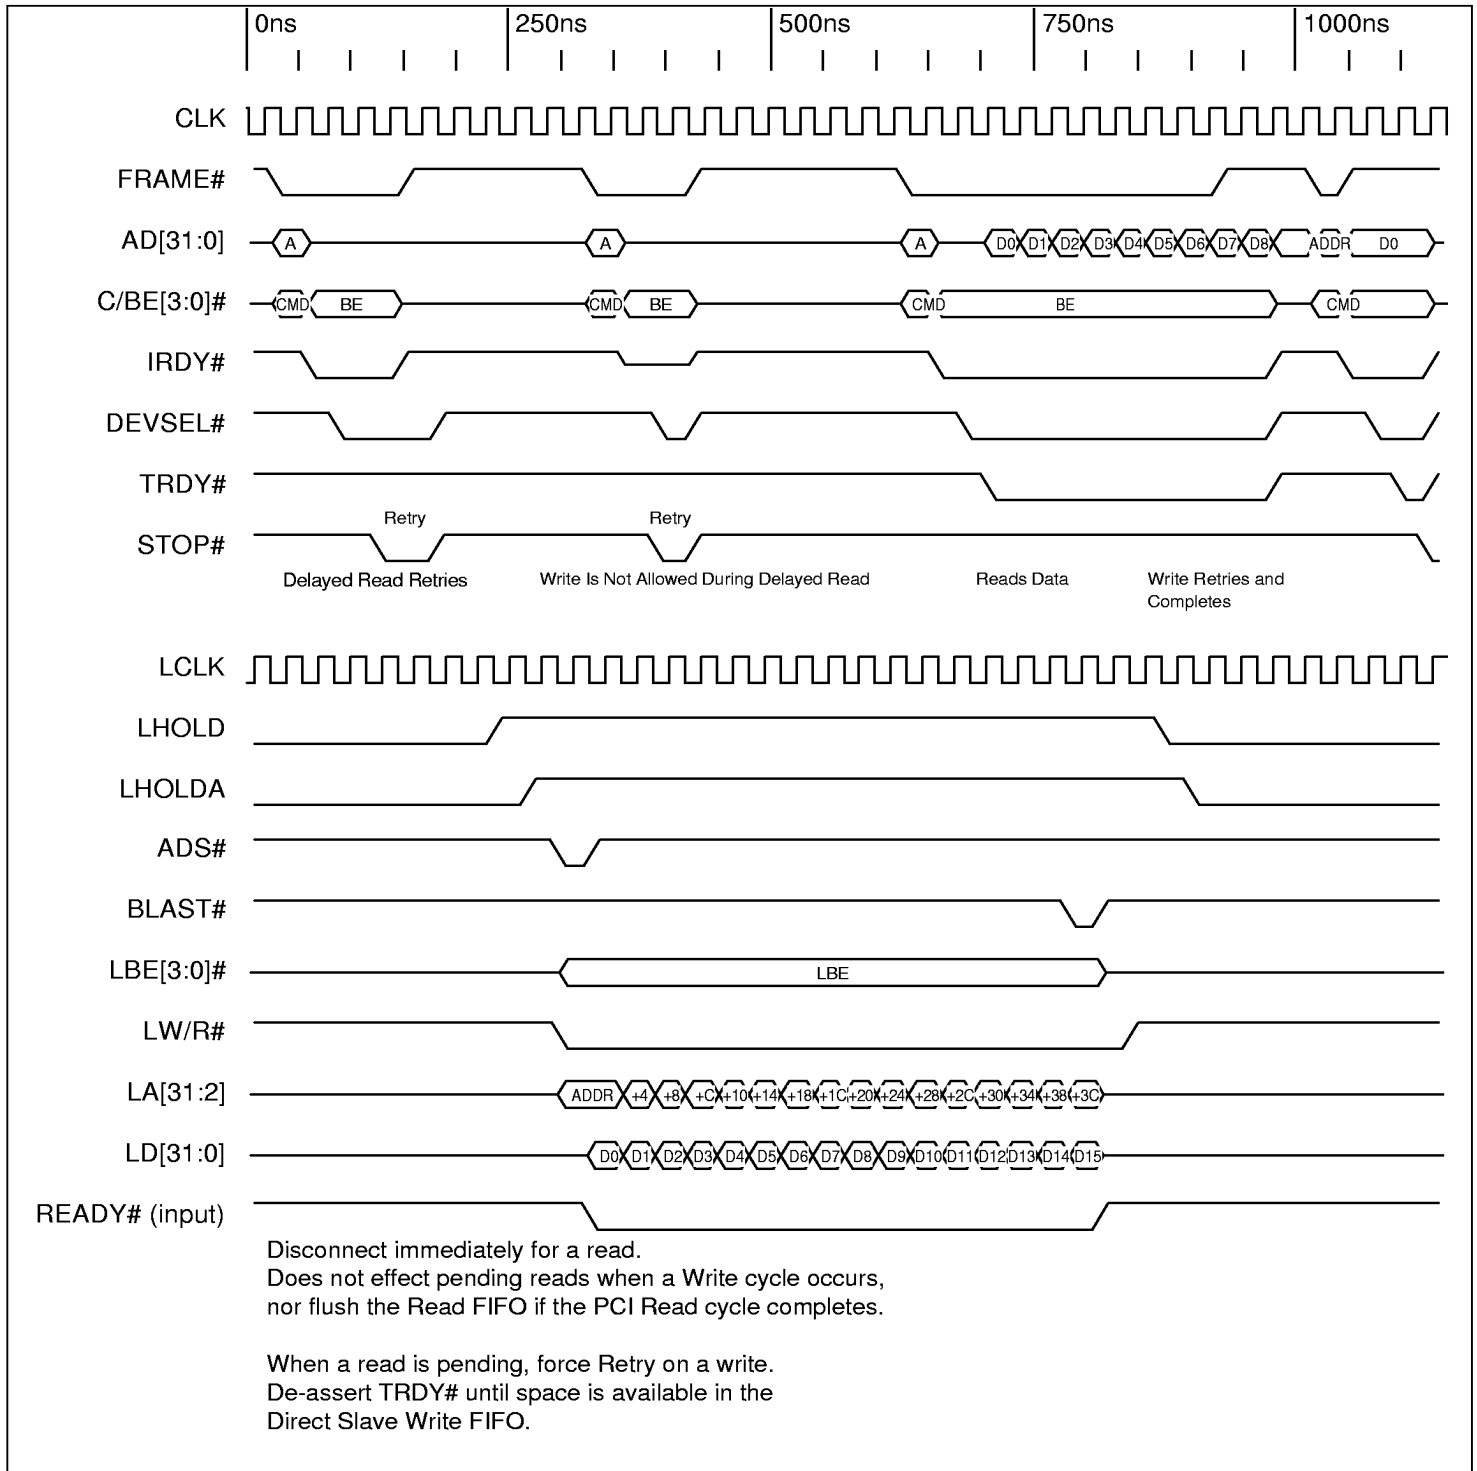 0ns 250ns 500ns 750ns 1000ns
CLK
FRAME#
AD[31:0] A A A D0 D1 D2 D3 D4 D5 D6 D7 D8 ADDR D0
C/BE[3:0]# CMD BE CMD BE CMD BE CMD
IRDY#
DEVSEL#
TRDY#
Retry Retry
STOP#
Delayed Read Retries Write Is Not Allowed During Delayed Read Reads Data Write Retries and
Completes
LCLK
LHOLD
LHOLDA
ADS#
BLAST#
LBE[3:0]# LBE
LW/R#
LA[31:2] ADDR +4 +8 +C +10 +14 +18 +1C +20 +24 +28 +2C +30 +34 +38 +3C
LD[31:0] D0 D1 D2 D3 D4 D5 D6 D7 D8 D9 D10 D11 D12 D13 D14 D15
READY# (input)
Disconnect immediately for a read.
Does not effect pending reads when a Write cycle occurs,
nor flush the Read FIFO if the PCI Read cycle completes.
When a read is pending, force Retry on a write.
De-assert TRDY# until space is available in the
Direct Slave Write FIFO.